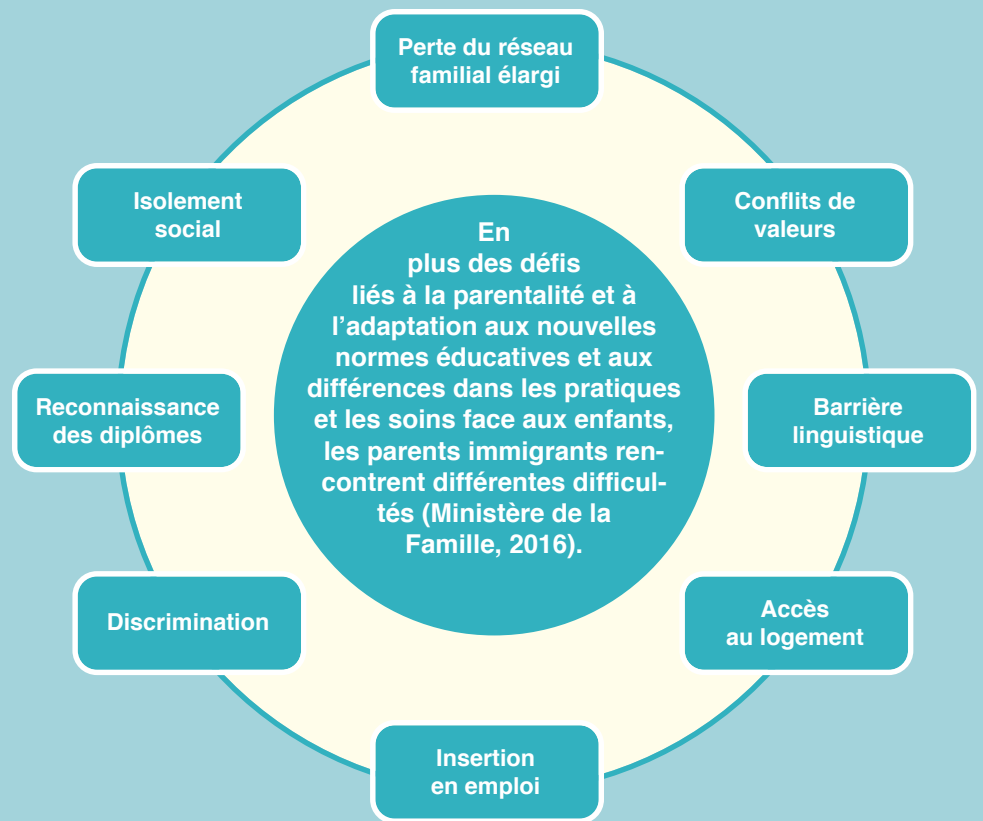 Perte du réseau
familial élargi
Conflits de
valeurs
Barrière
linguistique
Accès
au logement
Insertion
en emploi
Discrimination
Reconnaissance
des diplômes
Isolement
social
En
plus des défis
liés à la parentalité et à
l’adaptation aux nouvelles
normes éducatives et aux
différences dans les pratiques
et les soins face aux enfants,
les parents immigrants ren-
contrent différentes difficul-
tés (Ministère de la
Famille, 2016).